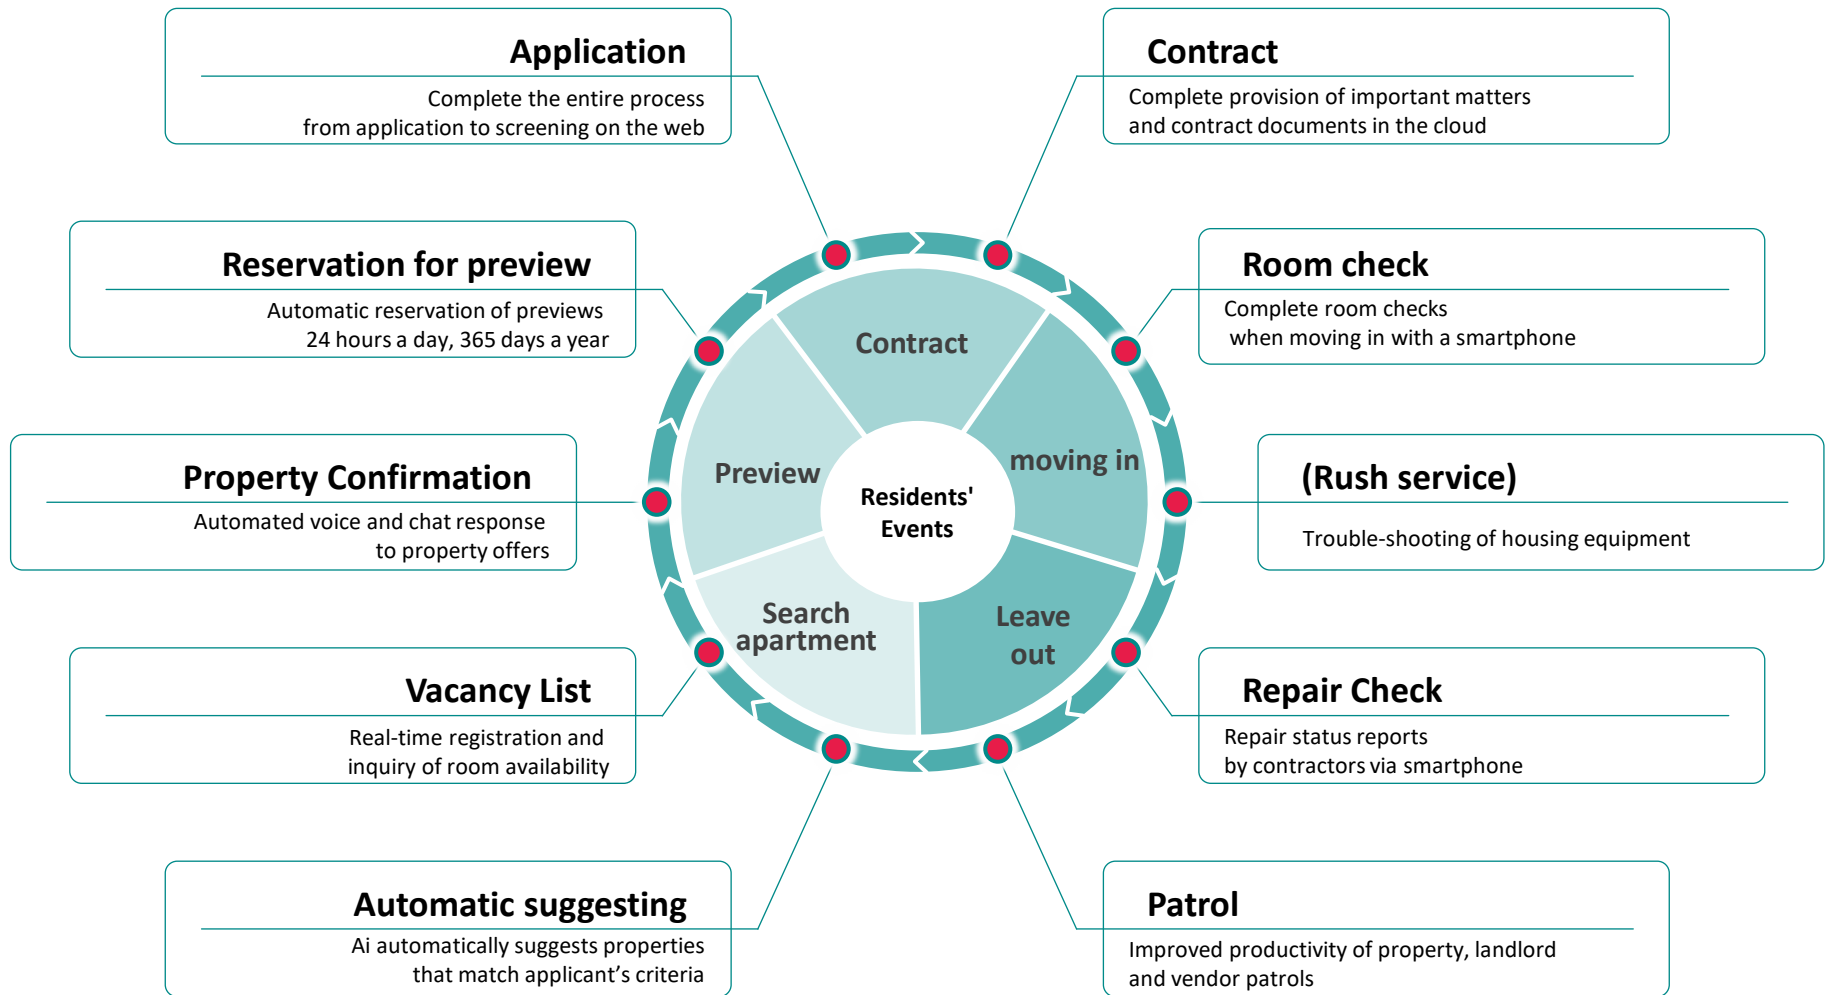 Application
Complete the entire process
from application to screening on the web
Contract
Complete provision of important matters
and contract documents in the cloud
Reservation for preview
Automatic reservation of previews
24 hours a day, 365 days a year
Room check
Complete room checks
when moving in with a smartphone
Property Confirmation
Automated voice and chat response
to property offers
(Rush service)
Trouble-shooting of housing equipment
Vacancy List
Real-time registration and
inquiry of room availability
Repair Check
Repair status reports
by contractors via smartphone
Automatic suggesting
Ai automatically suggests properties
that match applicant’s criteria
Patrol
Improved productivity of property, landlord
and vendor patrols
Contract
Preview
moving in
Residents'
Events
Search
apartment
Leave
out